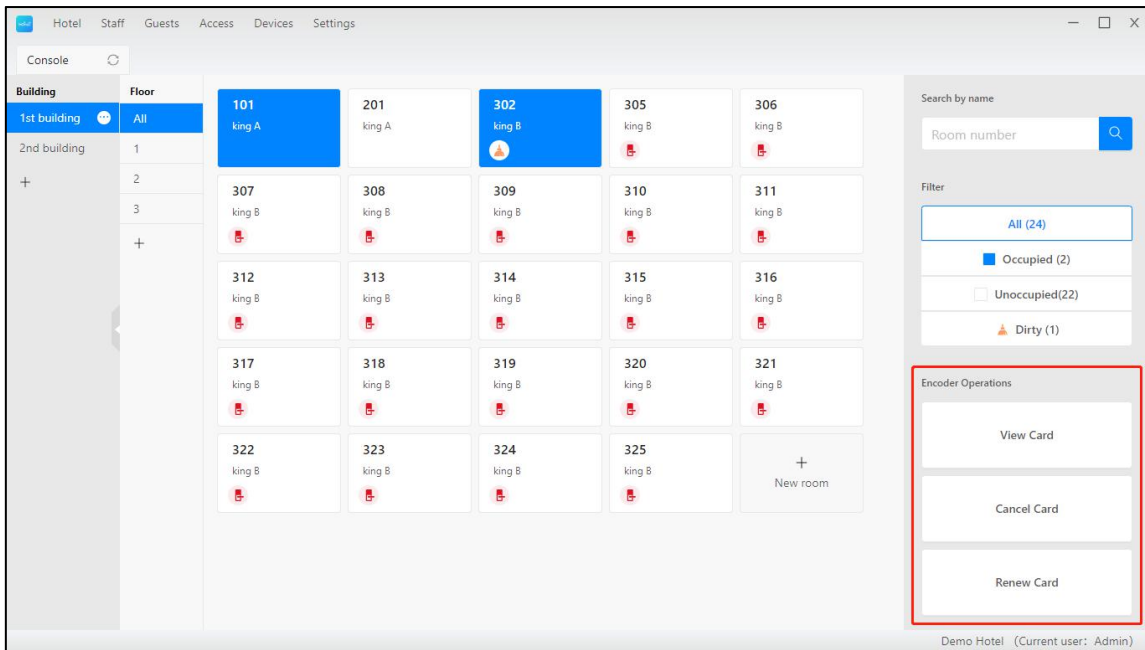 Hotel Staff Guests Access Devices Settings
Console
Building
1st building
2nd building
+
Floor
All
1
2
3
+
101
king A
201
king A
302
king B
305
king B
306
king B
307
king B
308
king B
309
king B
310
king B
311
king B
312
king B
313
king B
314
king B
315
king B
316
king B
317
king B
318
king B
319
king B
320
king B
321
king B
322
king B
323
king B
324
king B
325
king B
+
New room
Search by name
Room number
Filter
All (24)
Occupied (2)
Unoccupied(22)
Dirty (1)
Encoder Operations
View Card
Cancel Card
Renew Card
Demo Hotel (Current user: Admin)